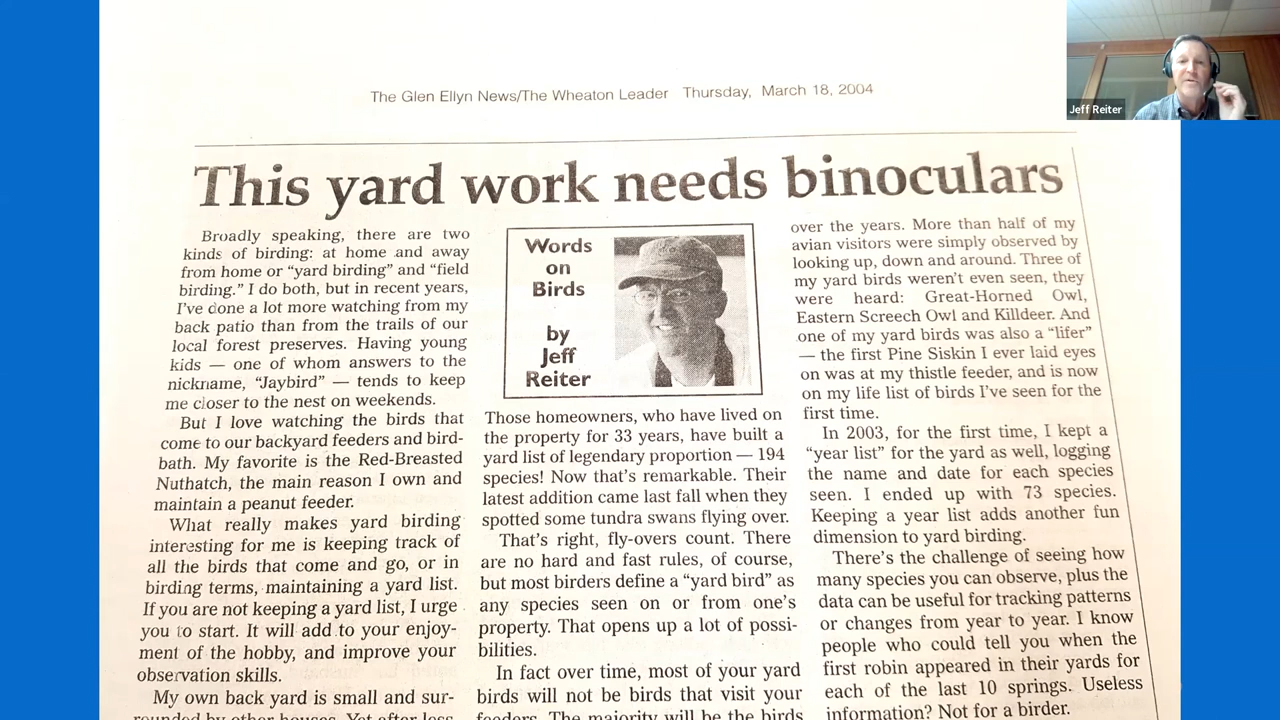 The Glen Ellyn News/The Wheaton Leader Thursday, March 18, 2004
This yard work needs binoculars
Broadly speaking, there are two
kinds of birding: at home and away
from home or “yard birding” and “field
birding.” I do both, but in recent years,
I’ve done a lot more watching from my
back patio than from the trails of our
local forest preserves. Having young
kids — one of whom answers to the
nickname, “Jaybird” — tends to keep
me closer to the nest on weekends.
But I love watching the birds that
come to our backyard feeders and bird-
bath. My favorite is the Red-Breasted
Nuthatch, the main reason I own and
maintain a peanut feeder.
What really makes yard birding
interesting for me is keeping track of
all the birds that come and go, or in
birding terms, maintaining a yard list.
If you are not keeping a yard list, I urge
you to start. It will add to your enjoy-
ment of the hobby, and improve your
observation skills.
My own back yard is small and sur-
rounded by other houses. Yet after less
Words
on
Birds
by
Jeff
Reiter
Those homeowners, who have lived on
the property for 33 years, have built a
yard list of legendary proportion — 194
species! Now that’s remarkable. Their
latest addition came last fall when they
spotted some tundra swans flying over.
That’s right, fly-overs count. There
are no hard and fast rules, of course,
but most birders define a “yard bird” as
any species seen on or from one’s
property. That opens up a lot of possi-
bilities.
In fact over time, most of your yard
birds will not be birds that visit your
feeders. The majority will be the birds
over the years. More than half of my
avian visitors were simply observed by
looking up, down and around. Three of
my yard birds weren’t even seen, they
were heard: Great-Horned Owl,
Eastern Screech Owl and Killdeer. And
one of my yard birds was also a “lifer”
— the first Pine Siskin I ever laid eyes
on was at my thistle feeder, and is now
on my life list of birds I’ve seen for the
first time.
In 2003, for the first time, I kept a
“year list” for the yard as well, logging
the name and date for each species
seen. I ended up with 73 species.
Keeping a year list adds another fun
dimension to yard birding.
There’s the challenge of seeing how
many species you can observe, plus the
data can be useful for tracking patterns
or changes from year to year. I know
people who could tell you when the
first robin appeared in their yards for
each of the last 10 springs. Useless
information? Not for a birder.
Jeff Reiter